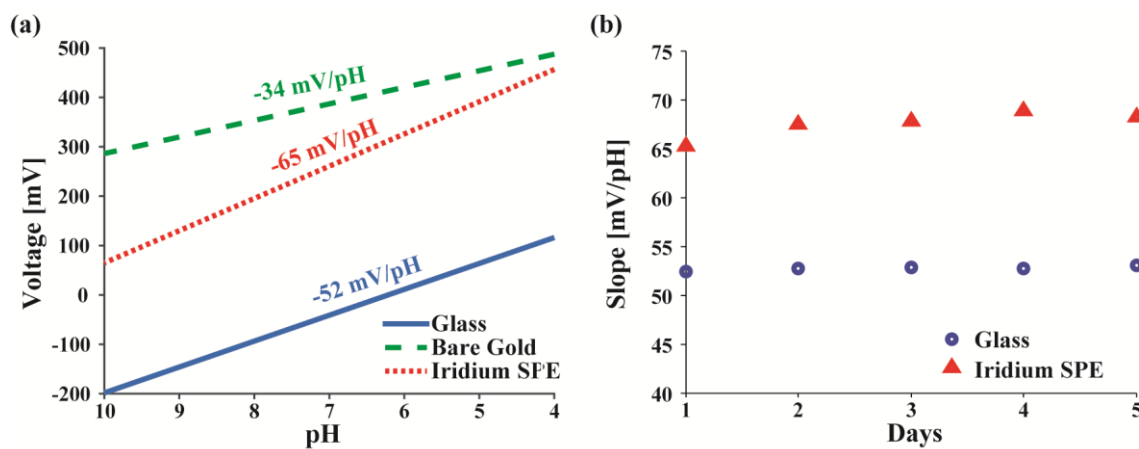 (a)
Voltage [mV]
500
400
300
200
100
0
-100
-200
-34 mV/pH
-65 mV/pH
-52 mV/pH
Glass
Bare Gold
Iridium SPE
10 9 8 7 6 5 4
pH
(b)
Slope [mV/pH]
75
70
65
60
55
50
45
40
Glass
Iridium SPE
1 2 3 4 5
Days